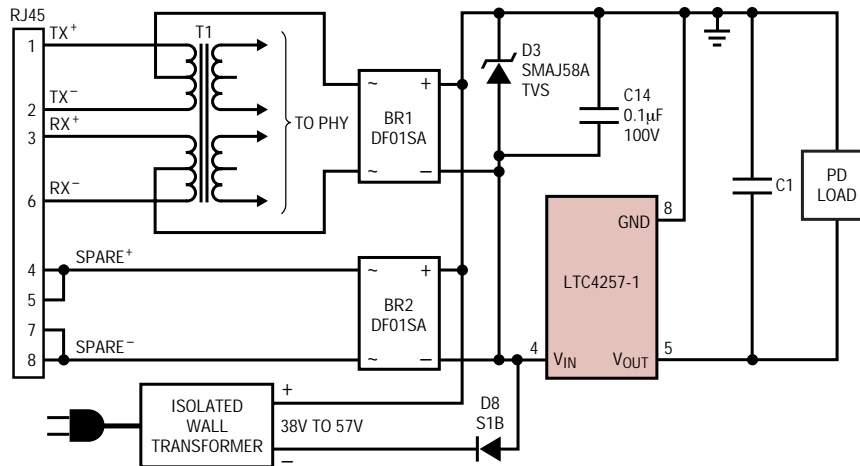 RJ45
1
TX+
T1
2
TX−
3
RX+
6
RX−
TO PHY
~
+
BR1
DF01SA
~
−
D3
SMAJ58A
TVS
C14
0.1µF
100V
C1
PD
LOAD
8
GND
LTC4257-1
4
VIN
VOUT
5
4
SPARE+
5
7
8
SPARE−
~
+
BR2
DF01SA
~
−
ISOLATED
WALL
TRANSFORMER
+
38V TO 57V
−
D8
S1B